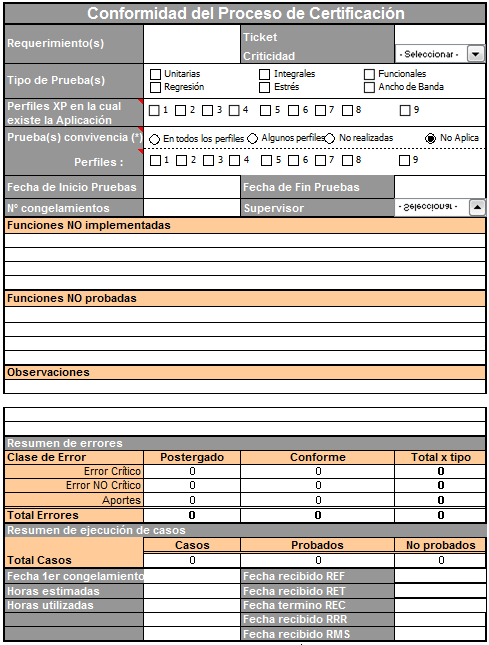 Conformidad del Proceso de Certificación
Requerimiento(s) Ticket
Criticidad - Seleccionar -
Tipo de Prueba(s) Unitarias Integrales Funcionales
Regresión Estrés Ancho de Banda
Perfiles XP en la cual existe la Aplicación 1 2 3 4 5 6 7 8 9
Prueba(s) convivencia (*) En todos los perfiles Algunos perfiles No realizadas No Aplica
Perfiles : 1 2 3 4 5 6 7 8 9
Fecha de Inicio Pruebas Fecha de Fin Pruebas
Nº congelamientos Supervisor - Seleccionar -
Funciones NO implementadas
Funciones NO probadas
Observaciones
Resumen de errores
Clase de Error Postergado Conforme Total x tipo
Error Crítico 0 0 0
Error NO Crítico 0 0 0
Aportes 0 0 0
Total Errores 0 0 0
Resumen de ejecución de casos
Casos Probados No probados
Total Casos 0 0 0
Fecha 1er congelamiento Fecha recibido REF
Horas estimadas Fecha recibido RET
Horas utilizadas Fecha termino REC
Fecha recibido RRR
Fecha recibido RMS